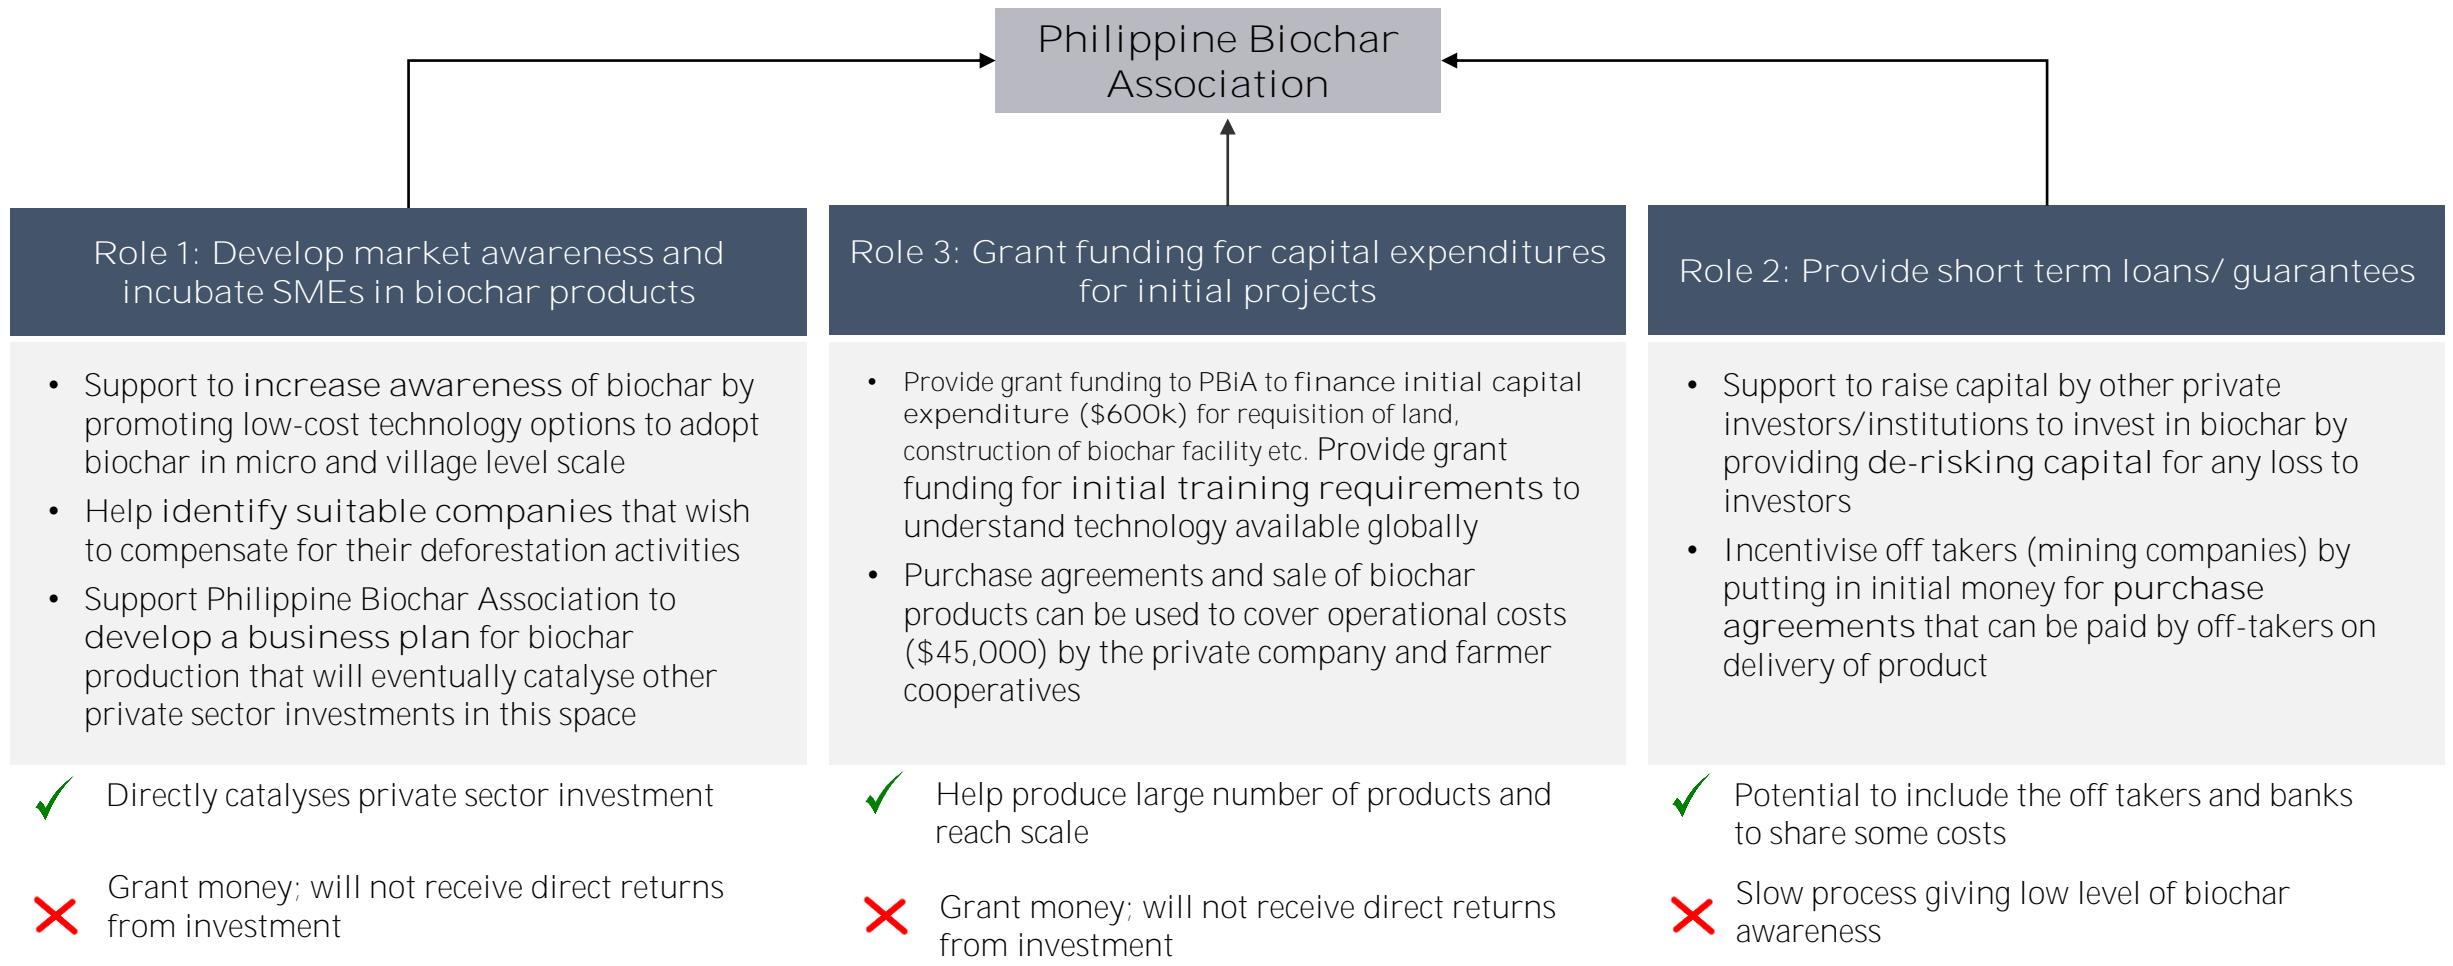 Philippine Biochar
Association
Role 1: Develop market awareness and
incubate SMEs in biochar products
• Support to increase awareness of biochar by
promoting low-cost technology options to adopt
biochar in micro and village level scale
• Help identify suitable companies that wish
to compensate for their deforestation activities
• Support Philippine Biochar Association to
develop a business plan for biochar
production that will eventually catalyse other
private sector investments in this space
Directly catalyses private sector investment
Grant money; will not receive direct returns
from investment
Role 3: Grant funding for capital expenditures
for initial projects
• Provide grant funding to PBiA to finance initial capital
expenditure ($600k) for requisition of land,
construction of biochar facility etc. Provide grant
funding for initial training requirements to
understand technology available globally
• Purchase agreements and sale of biochar
products can be used to cover operational costs
($45,000) by the private company and farmer
cooperatives
Help produce large number of products and
reach scale
Grant money; will not receive direct returns
from investment
Role 2: Provide short term loans/ guarantees
• Support to raise capital by other private
investors/institutions to invest in biochar by
providing de-risking capital for any loss to
investors
• Incentivise off takers (mining companies) by
putting in initial money for purchase
agreements that can be paid by off-takers on
delivery of product
Potential to include the off takers and banks
to share some costs
Slow process giving low level of biochar
awareness